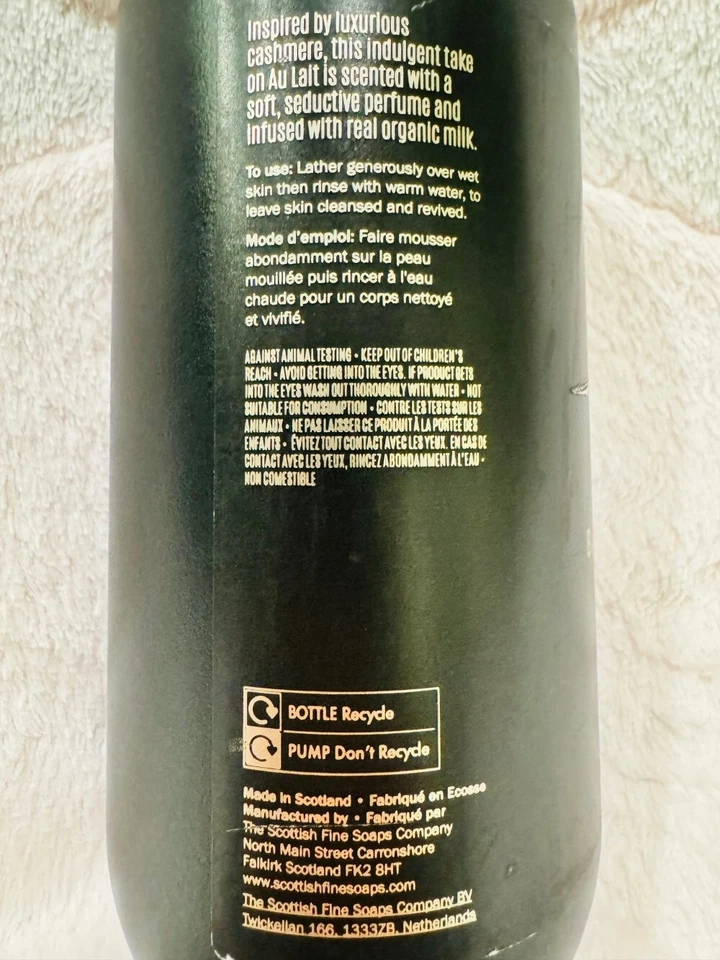 Inspired by luxurious
cashmere, this indulgent take
on Au Lait is scented with a
soft, seductive perfume and
infused with real organic milk.
To use: Lather generously over wet
skin then rinse with warm water, to
leave skin cleansed and revived.
Mode d'emploi: Faire mousser
abondamment sur la peau
mouillée puis rincer à l'eau
chaude pour un corps nettoyé
et vivifié.
AGAINST ANIMAL TESTING • KEEP OUT OF CHILDREN'S
REACH • AVOID GETTING INTO THE EYES. IF PRODUCT GETS
INTO THE EYES WASH OUT THOROUGHLY WITH WATER • NOT
SUITABLE FOR CONSUMPTION • CONTRE LES TESTS SUR LES
ANIMAUX • NE PAS LAISSER CE PRODUIT À LA PORTÉE DES
ENFANTS • ÉVITEZ TOUT CONTACT AVEC LES YEUX. EN CAS DE
CONTACT AVEC LES YEUX, RINCEZ ABONDAMMENT À L'EAU •
NON COMESTIBLE
BOTTLE Recycle
PUMP Don't Recycle
Made in Scotland • Fabriqué en Ecosse
Manufactured by • Fabriqué par
The Scottish Fine Soaps Company
North Main Street Carronshore
Falkirk Scotland FK2 8HT
www.scottishfinesoaps.com
The Scottish Fine Soaps Company BV
Twickellan 166, 1333ZB, Netherlands